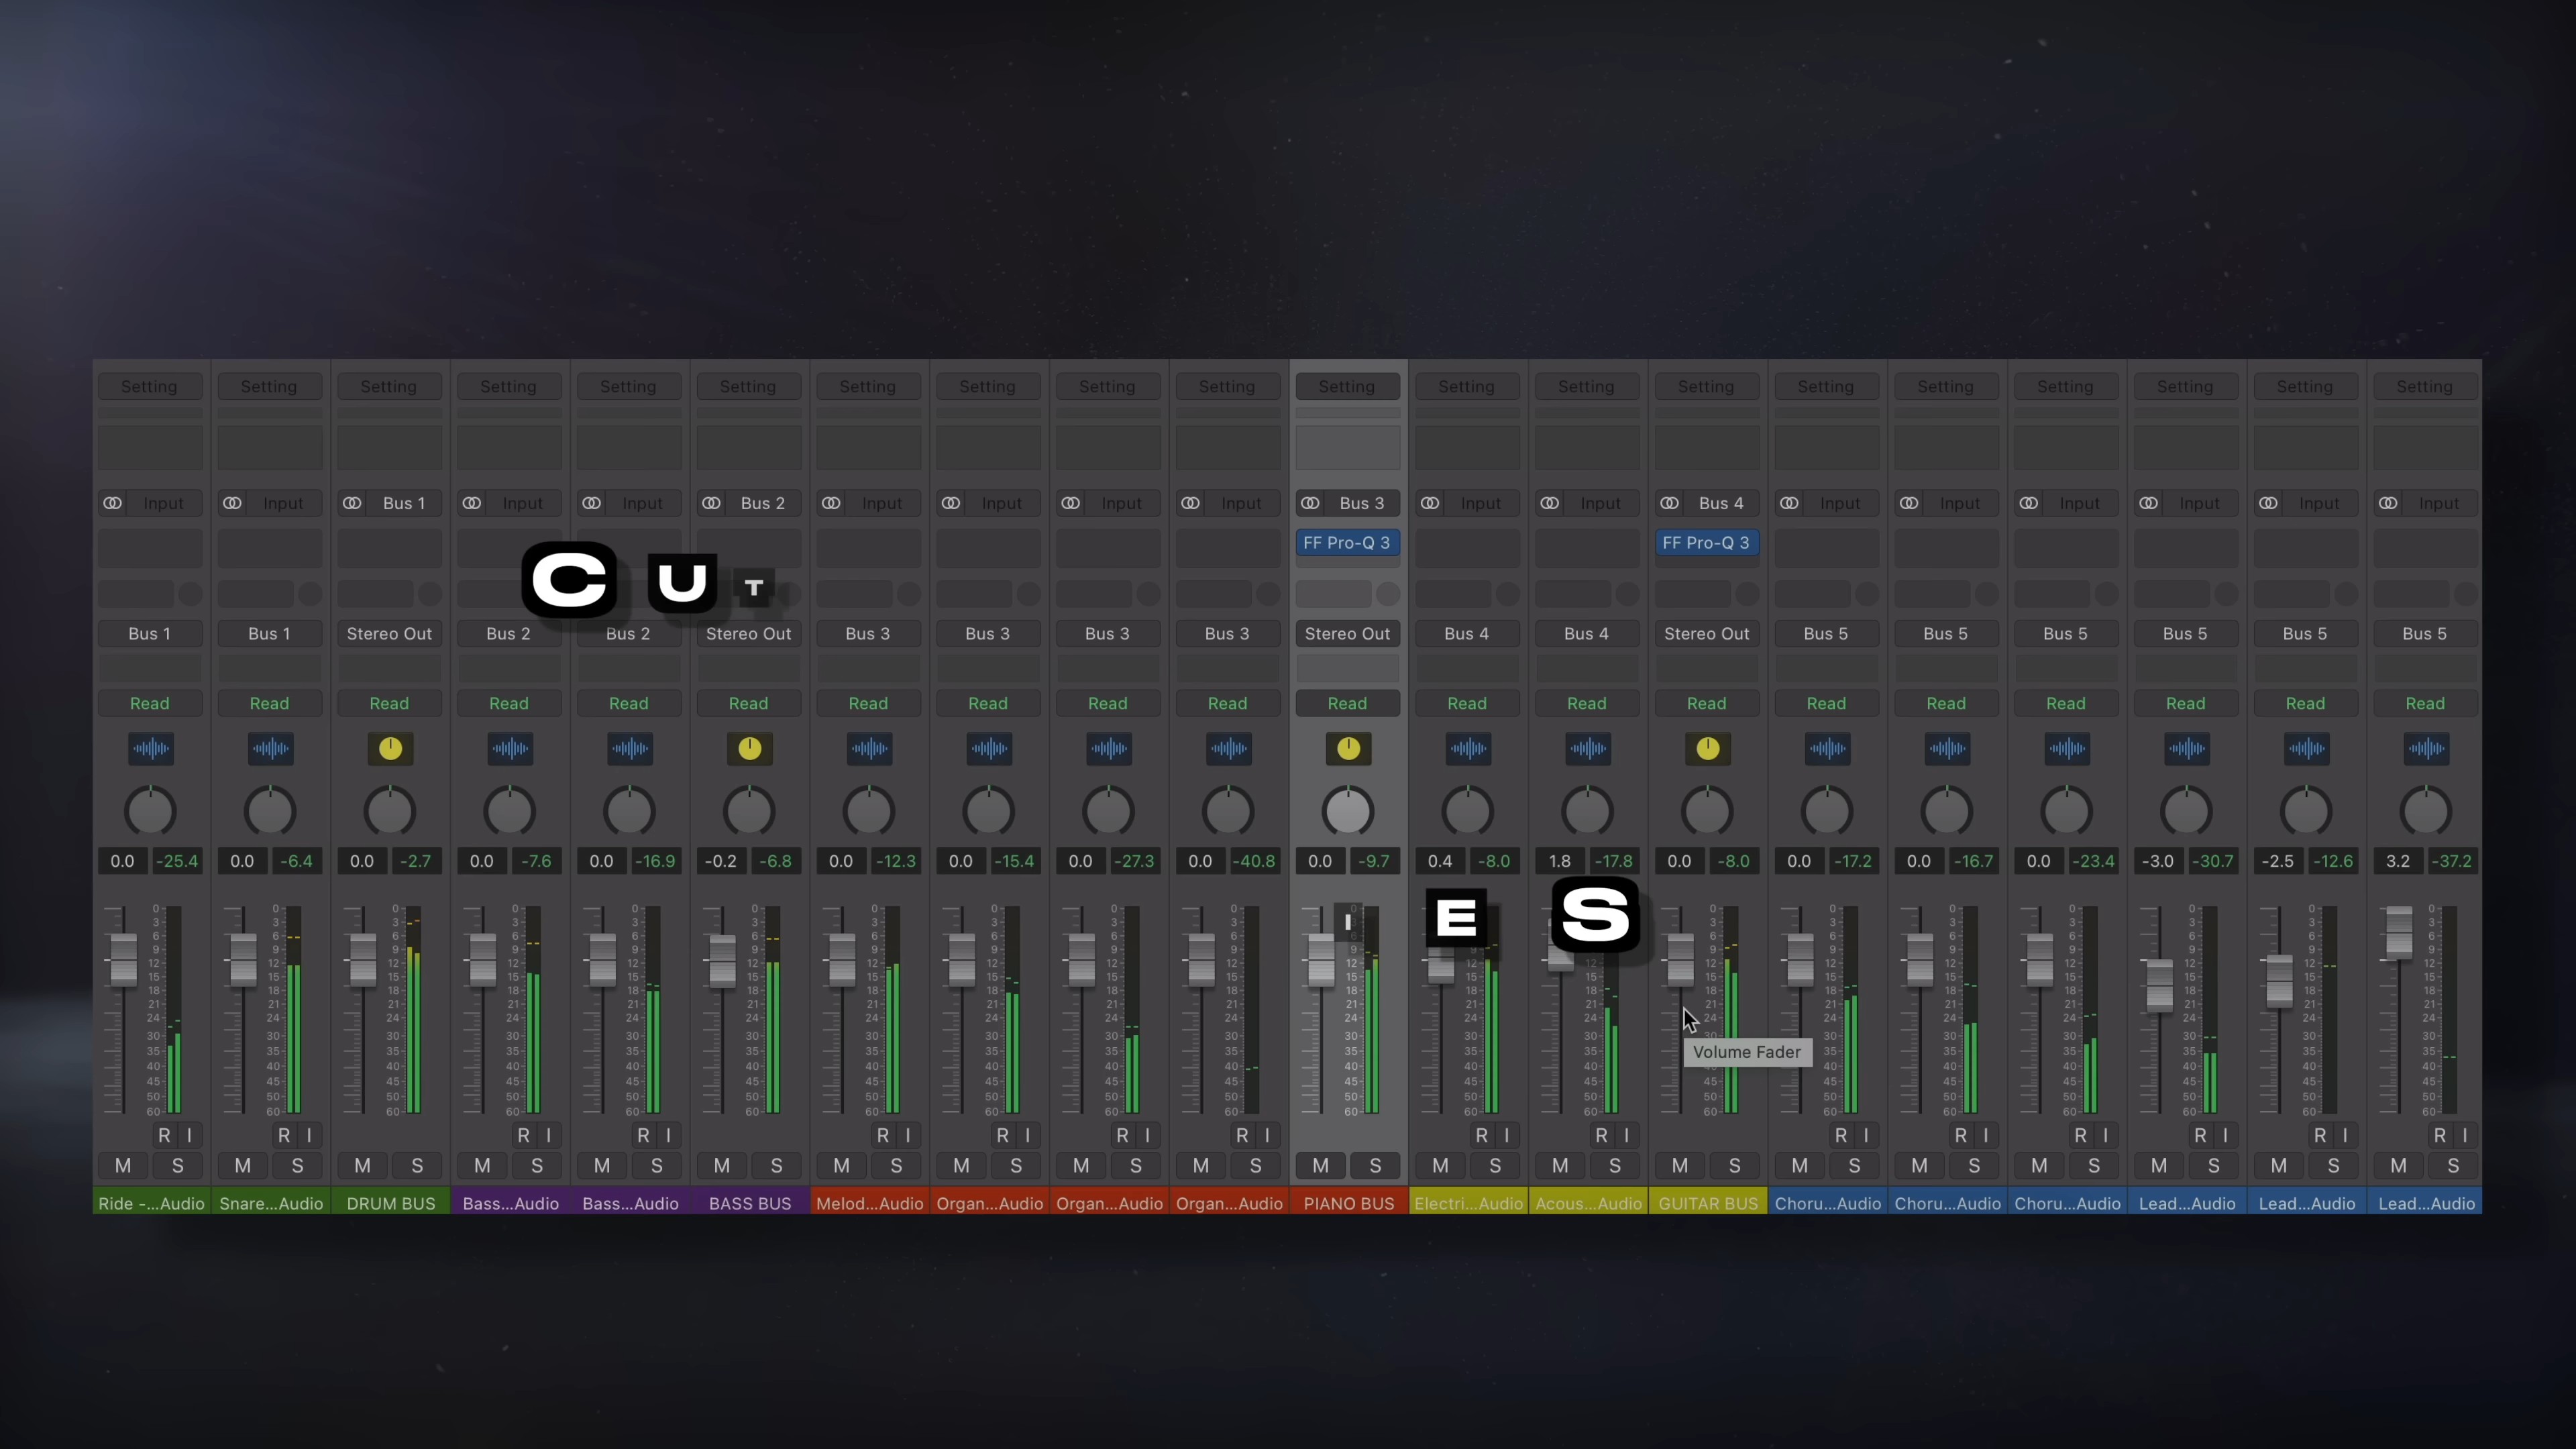 Setting Setting Setting Setting Setting Setting Setting Setting Setting Setting Setting Setting Setting Setting Setting Setting Setting Setting Setting Setting
Input Input Bus 1 Input Input Bus 2 Input Input Input Input Bus 3 Input Input Bus 4 Input Input Input Input Input Input
FF Pro-Q 3 FF Pro-Q 3
C U T
Bus 1 Bus 1 Stereo Out Bus 2 Bus 2 Stereo Out Bus 3 Bus 3 Bus 3 Bus 3 Stereo Out Bus 4 Bus 4 Stereo Out Bus 5 Bus 5 Bus 5 Bus 5 Bus 5 Bus 5
Read Read Read Read Read Read Read Read Read Read Read Read Read Read Read Read Read Read Read Read
0.0 -25.4 0.0 -6.4 0.0 -2.7 0.0 -7.6 0.0 -16.9 -0.2 -6.8 0.0 -12.3 0.0 -15.4 0.0 -27.3 0.0 -40.8 0.0 -9.7 0.4 -8.0 1.8 -17.8 0.0 -8.0 0.0 -17.2 0.0 -16.7 0.0 -23.4 -3.0 -30.7 -2.5 -12.6 3.2 -37.2
I E S
Volume Fader
R I R I R I R I R I R I R I R I R I R I R I R I R I R I R I R I
M S M S M S M S M S M S M S M S M S M S M S M S M S M S M S M S M S M S M S M S
Ride -...Audio Snare...Audio DRUM BUS Bass...Audio Bass...Audio BASS BUS Melod...Audio Organ...Audio Organ...Audio Organ...Audio PIANO BUS Electri...Audio Acous...Audio GUITAR BUS Choru...Audio Choru...Audio Choru...Audio Lead...Audio Lead...Audio Lead...Audio